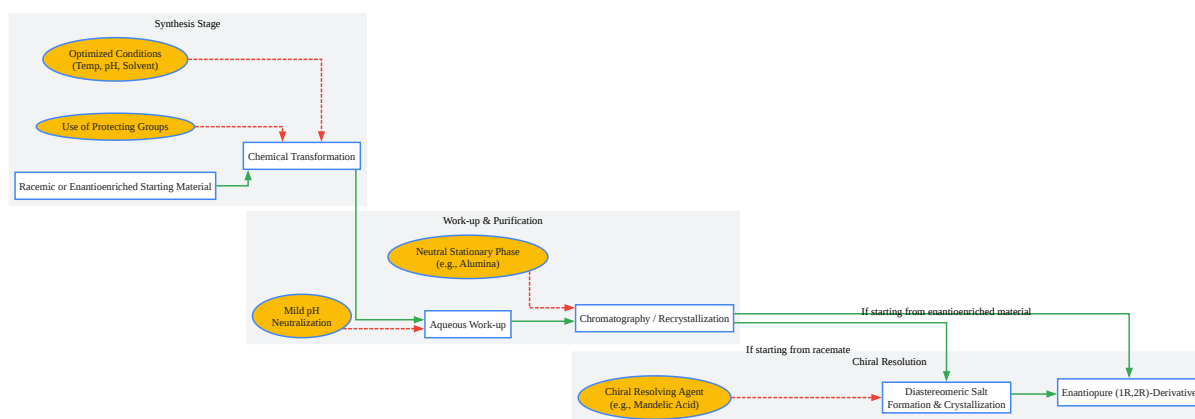 Synthesis Stage
Optimized Conditions
(Temp, pH, Solvent)
Use of Protecting Groups
Chemical Transformation
Racemic or Enantioenriched Starting Material
Work-up & Purification
Neutral Stationary Phase
(e.g., Alumina)
Mild pH
Neutralization
Aqueous Work-up
Chromatography / Recrystallization
If starting from enantioenriched material
If starting from racemate
Chiral Resolution
Chiral Resolving Agent
(e.g., Mandelic Acid)
Diastereomeric Salt
Formation & Crystallization
Enantiopure (1R,2R)-Derivative